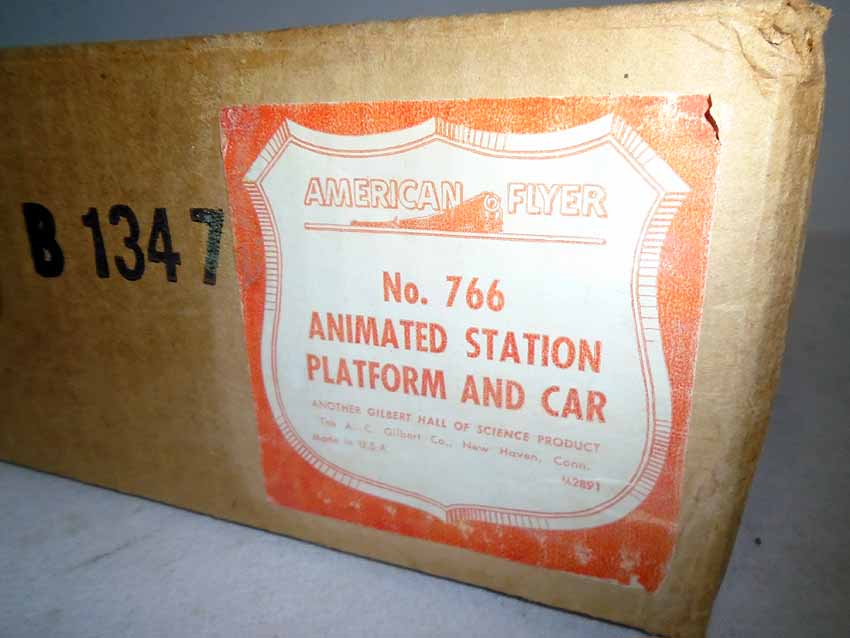 B 1347
AMERICAN FLYER
No. 766
ANIMATED STATION
PLATFORM AND CAR
ANOTHER GILBERT HALL OF SCIENCE PRODUCT
The A. C. Gilbert Co., New Haven, Conn.
Made in U.S.A.
M2891